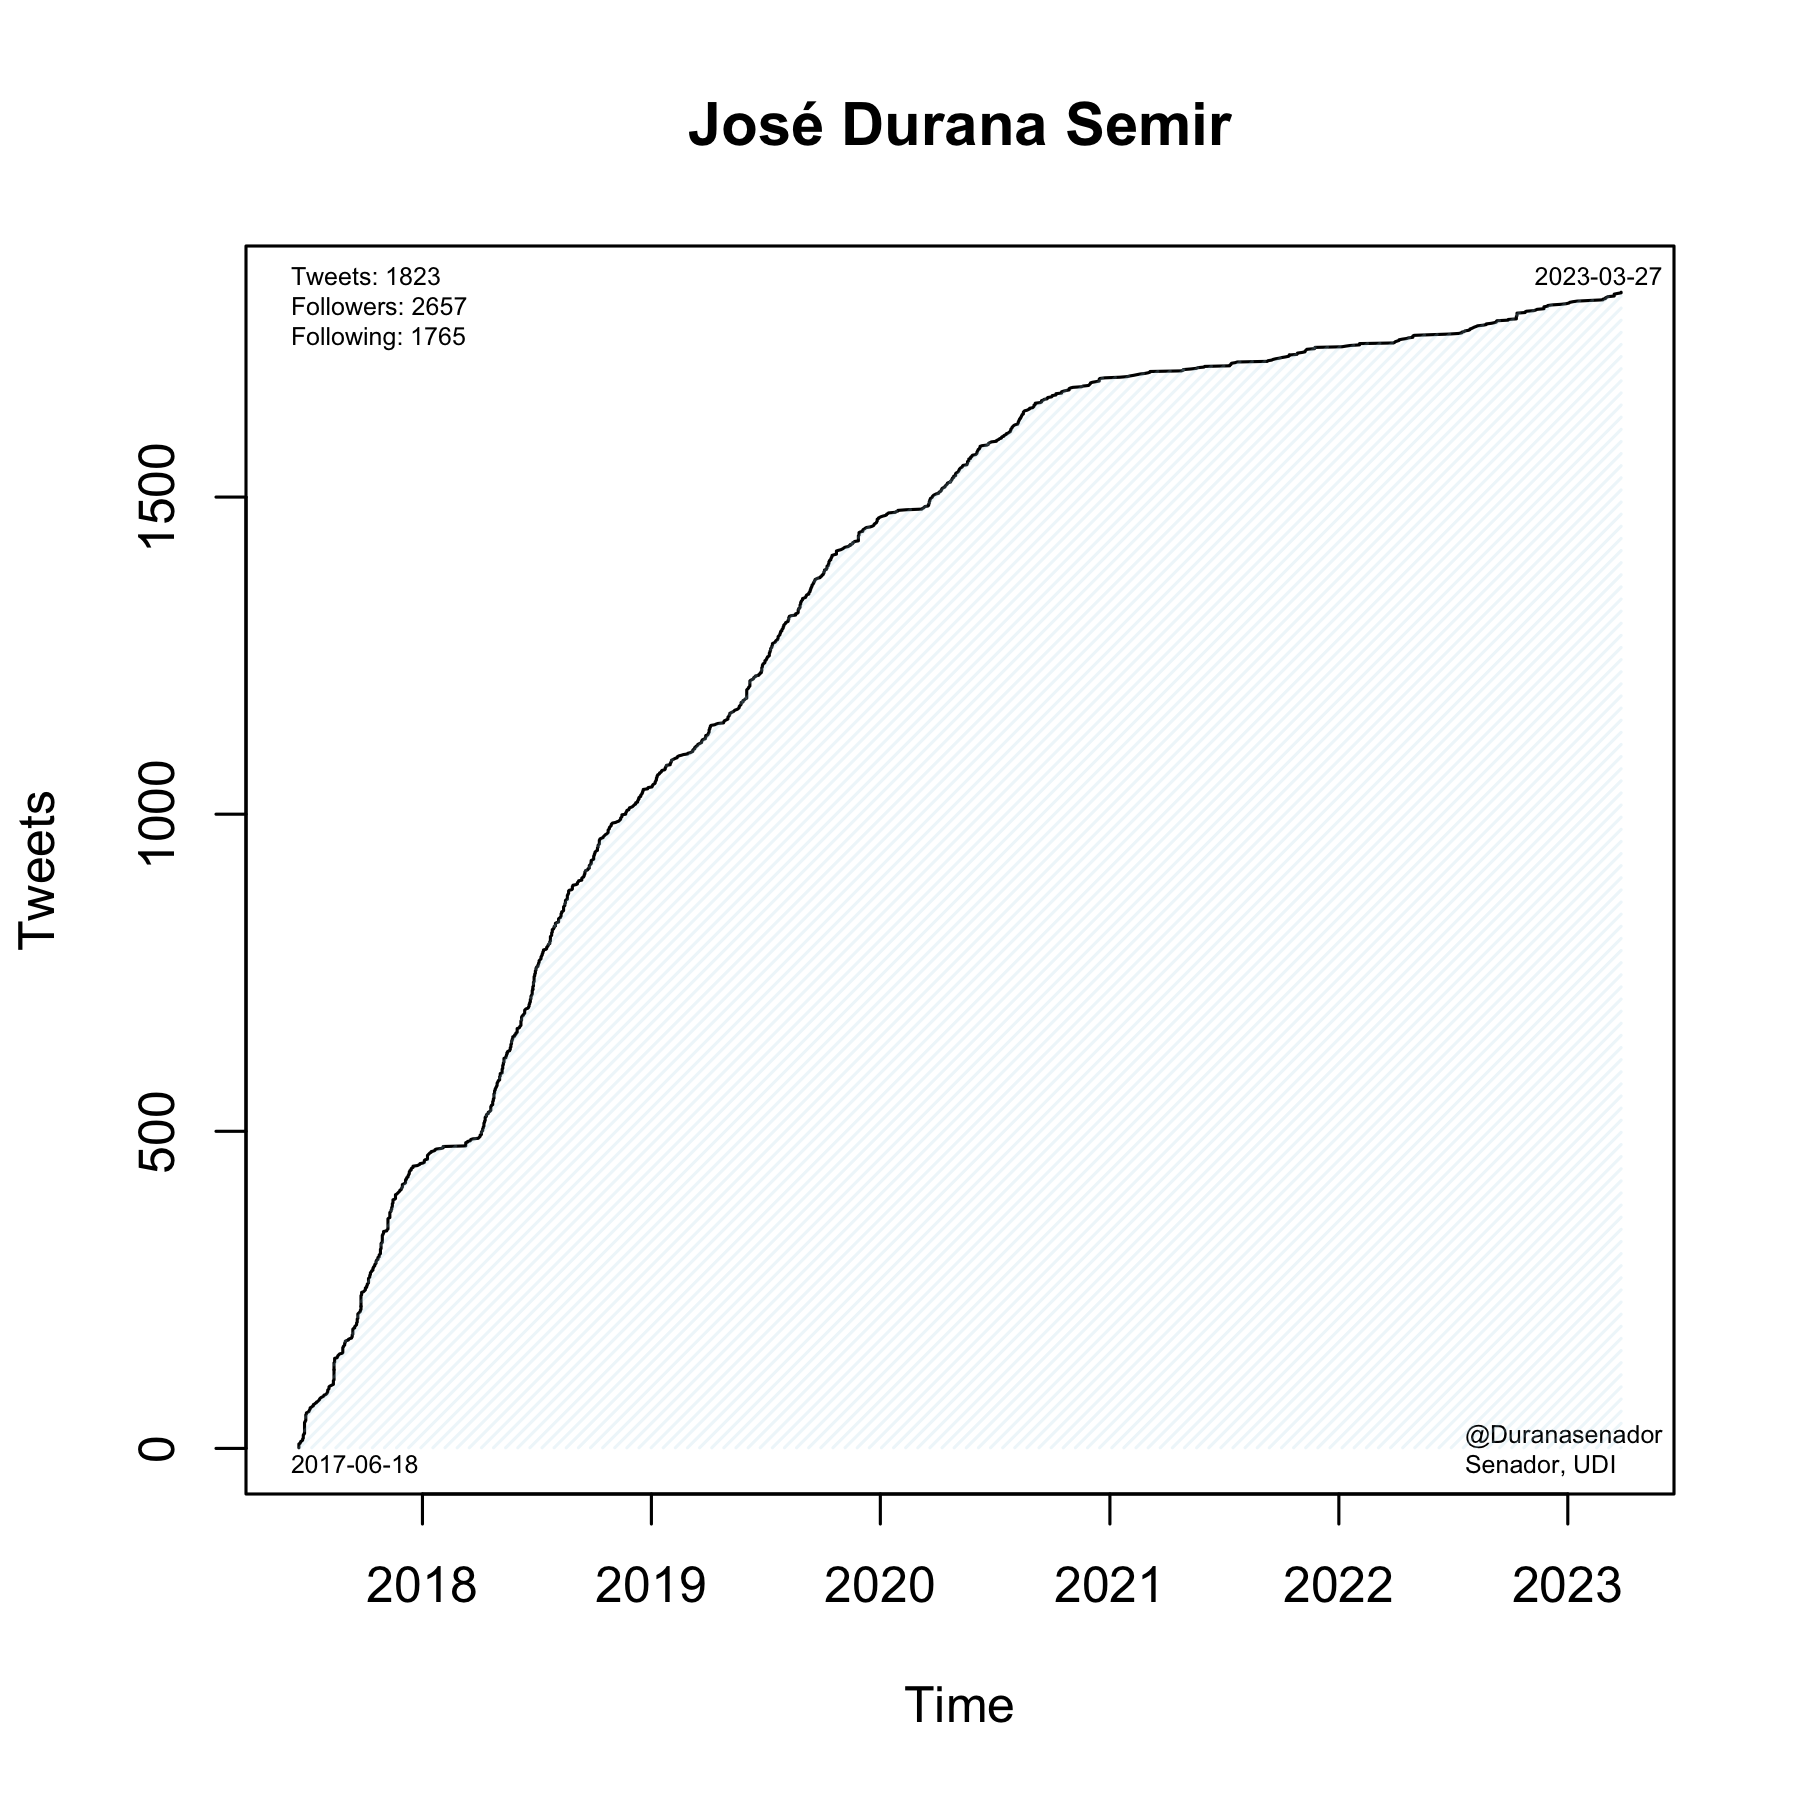 José Durana Semir
Tweets: 1823
Followers: 2657
Following: 1765
2023-03-27
Tweets
1500
1000
500
0
2017-06-18
@Duranasenador
Senador, UDI
2018 2019 2020 2021 2022 2023
Time